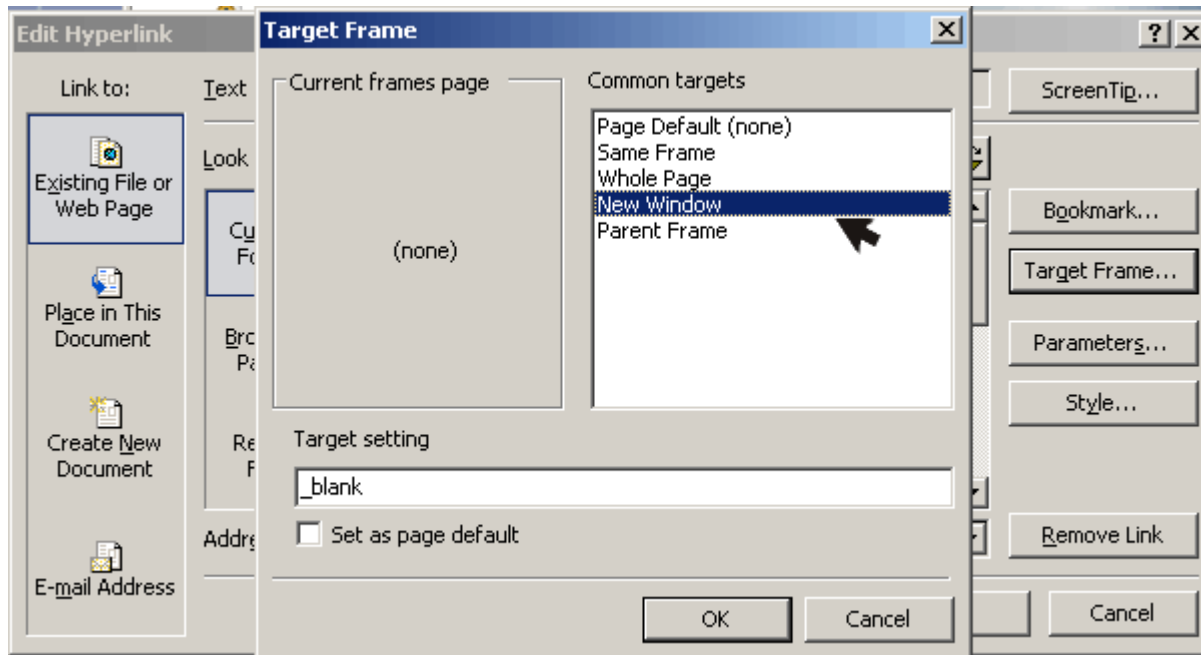 Edit Hyperlink
Link to:
Existing File or
Web Page
Place in This
Document
Create New
Document
E-mail Address
Text
Look
Target Frame
Current frames page
(none)
Common targets
Page Default (none)
Same Frame
Whole Page
New Window
Parent Frame
Target setting
_blank
Set as page default
OK
Cancel
ScreenTip...
Bookmark...
Target Frame...
Parameters...
Style...
Remove Link
Cancel